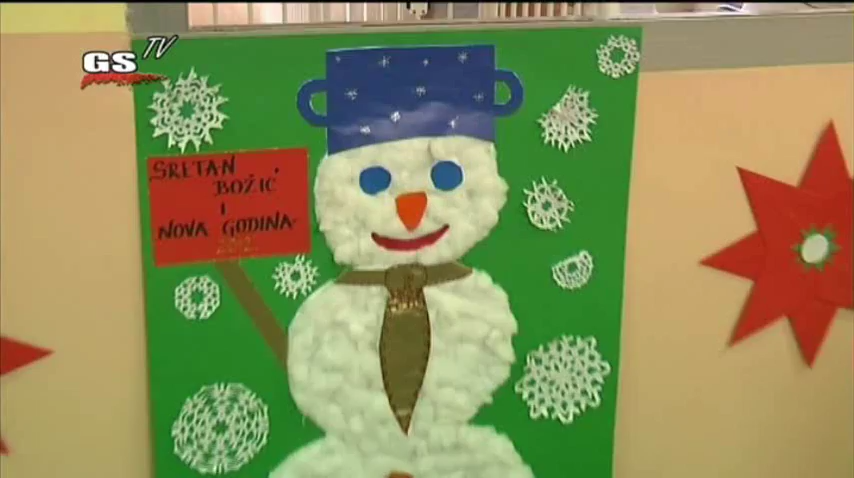 GS TV
SRETAN
BOŽIĆ
I
NOVA GODINA